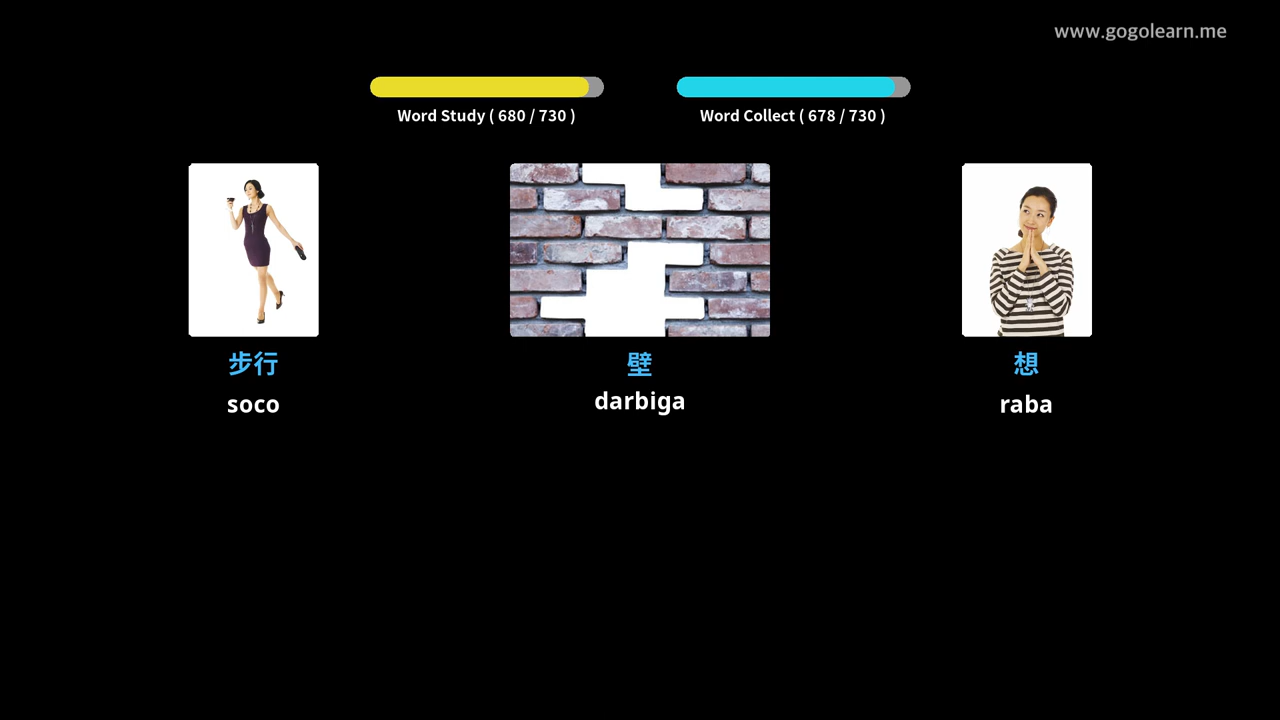 www.gogolearn.me
Word Study ( 680 / 730 )
Word Collect ( 678 / 730 )
步行
壁
想
soco
darbiga
raba